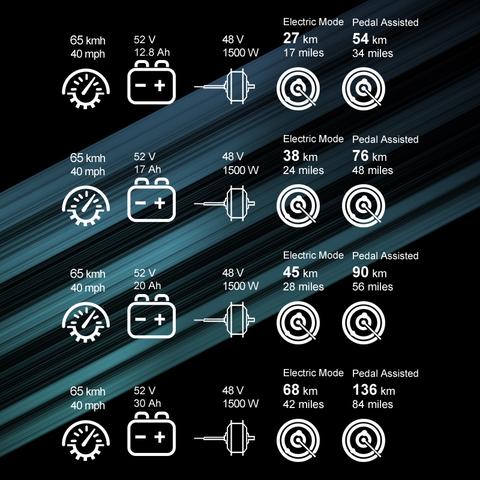 Electric Mode Pedal Assisted
65 kmh 52 V 48 V 27 km 54 km
40 mph 12.8 Ah 1500 W 17 miles 34 miles
Electric Mode Pedal Assisted
65 kmh 52 V 48 V 38 km 76 km
40 mph 17 Ah 1500 W 24 miles 48 miles
Electric Mode Pedal Assisted
65 kmh 52 V 48 V 45 km 90 km
40 mph 20 Ah 1500 W 28 miles 56 miles
Electric Mode Pedal Assisted
65 kmh 52 V 48 V 68 km 136 km
40 mph 30 Ah 1500 W 42 miles 84 miles